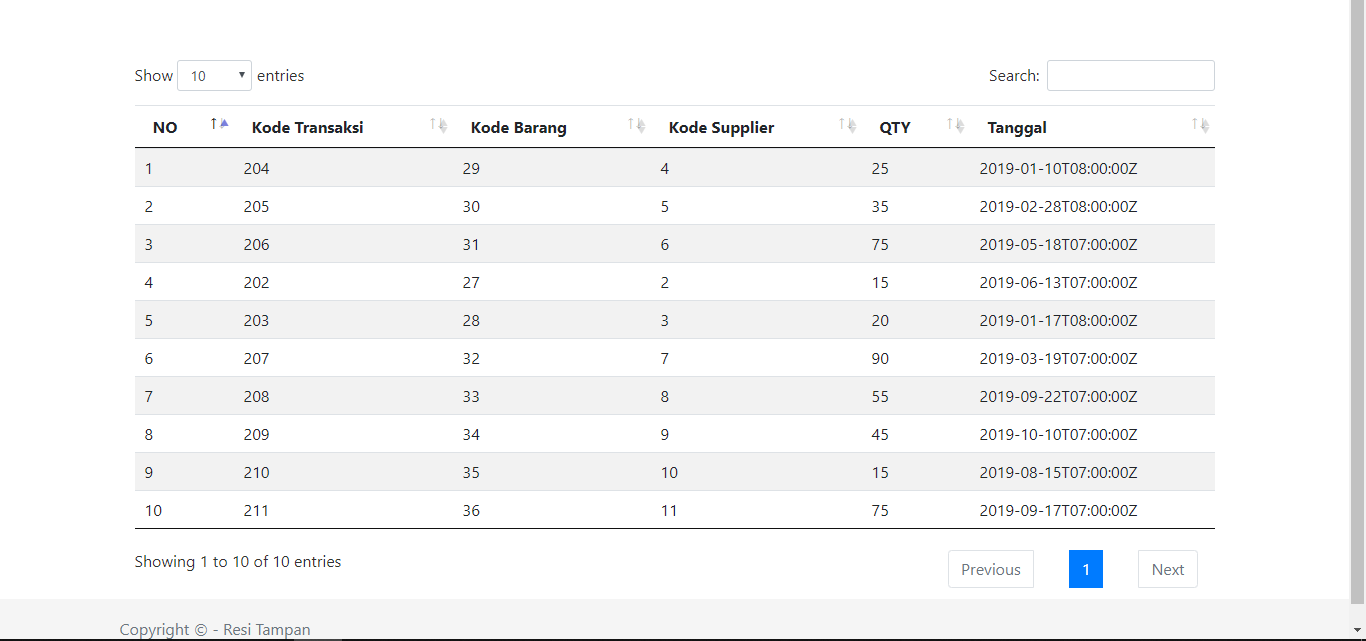 Show 10 entries Search:
NO Kode Transaksi Kode Barang Kode Supplier QTY Tanggal
1 204 29 4 25 2019-01-10T08:00:00Z
2 205 30 5 35 2019-02-28T08:00:00Z
3 206 31 6 75 2019-05-18T07:00:00Z
4 202 27 2 15 2019-06-13T07:00:00Z
5 203 28 3 20 2019-01-17T08:00:00Z
6 207 32 7 90 2019-03-19T07:00:00Z
7 208 33 8 55 2019-09-22T07:00:00Z
8 209 34 9 45 2019-10-10T07:00:00Z
9 210 35 10 15 2019-08-15T07:00:00Z
10 211 36 11 75 2019-09-17T07:00:00Z
Showing 1 to 10 of 10 entries Previous 1 Next
Copyright © - Resi Tampan